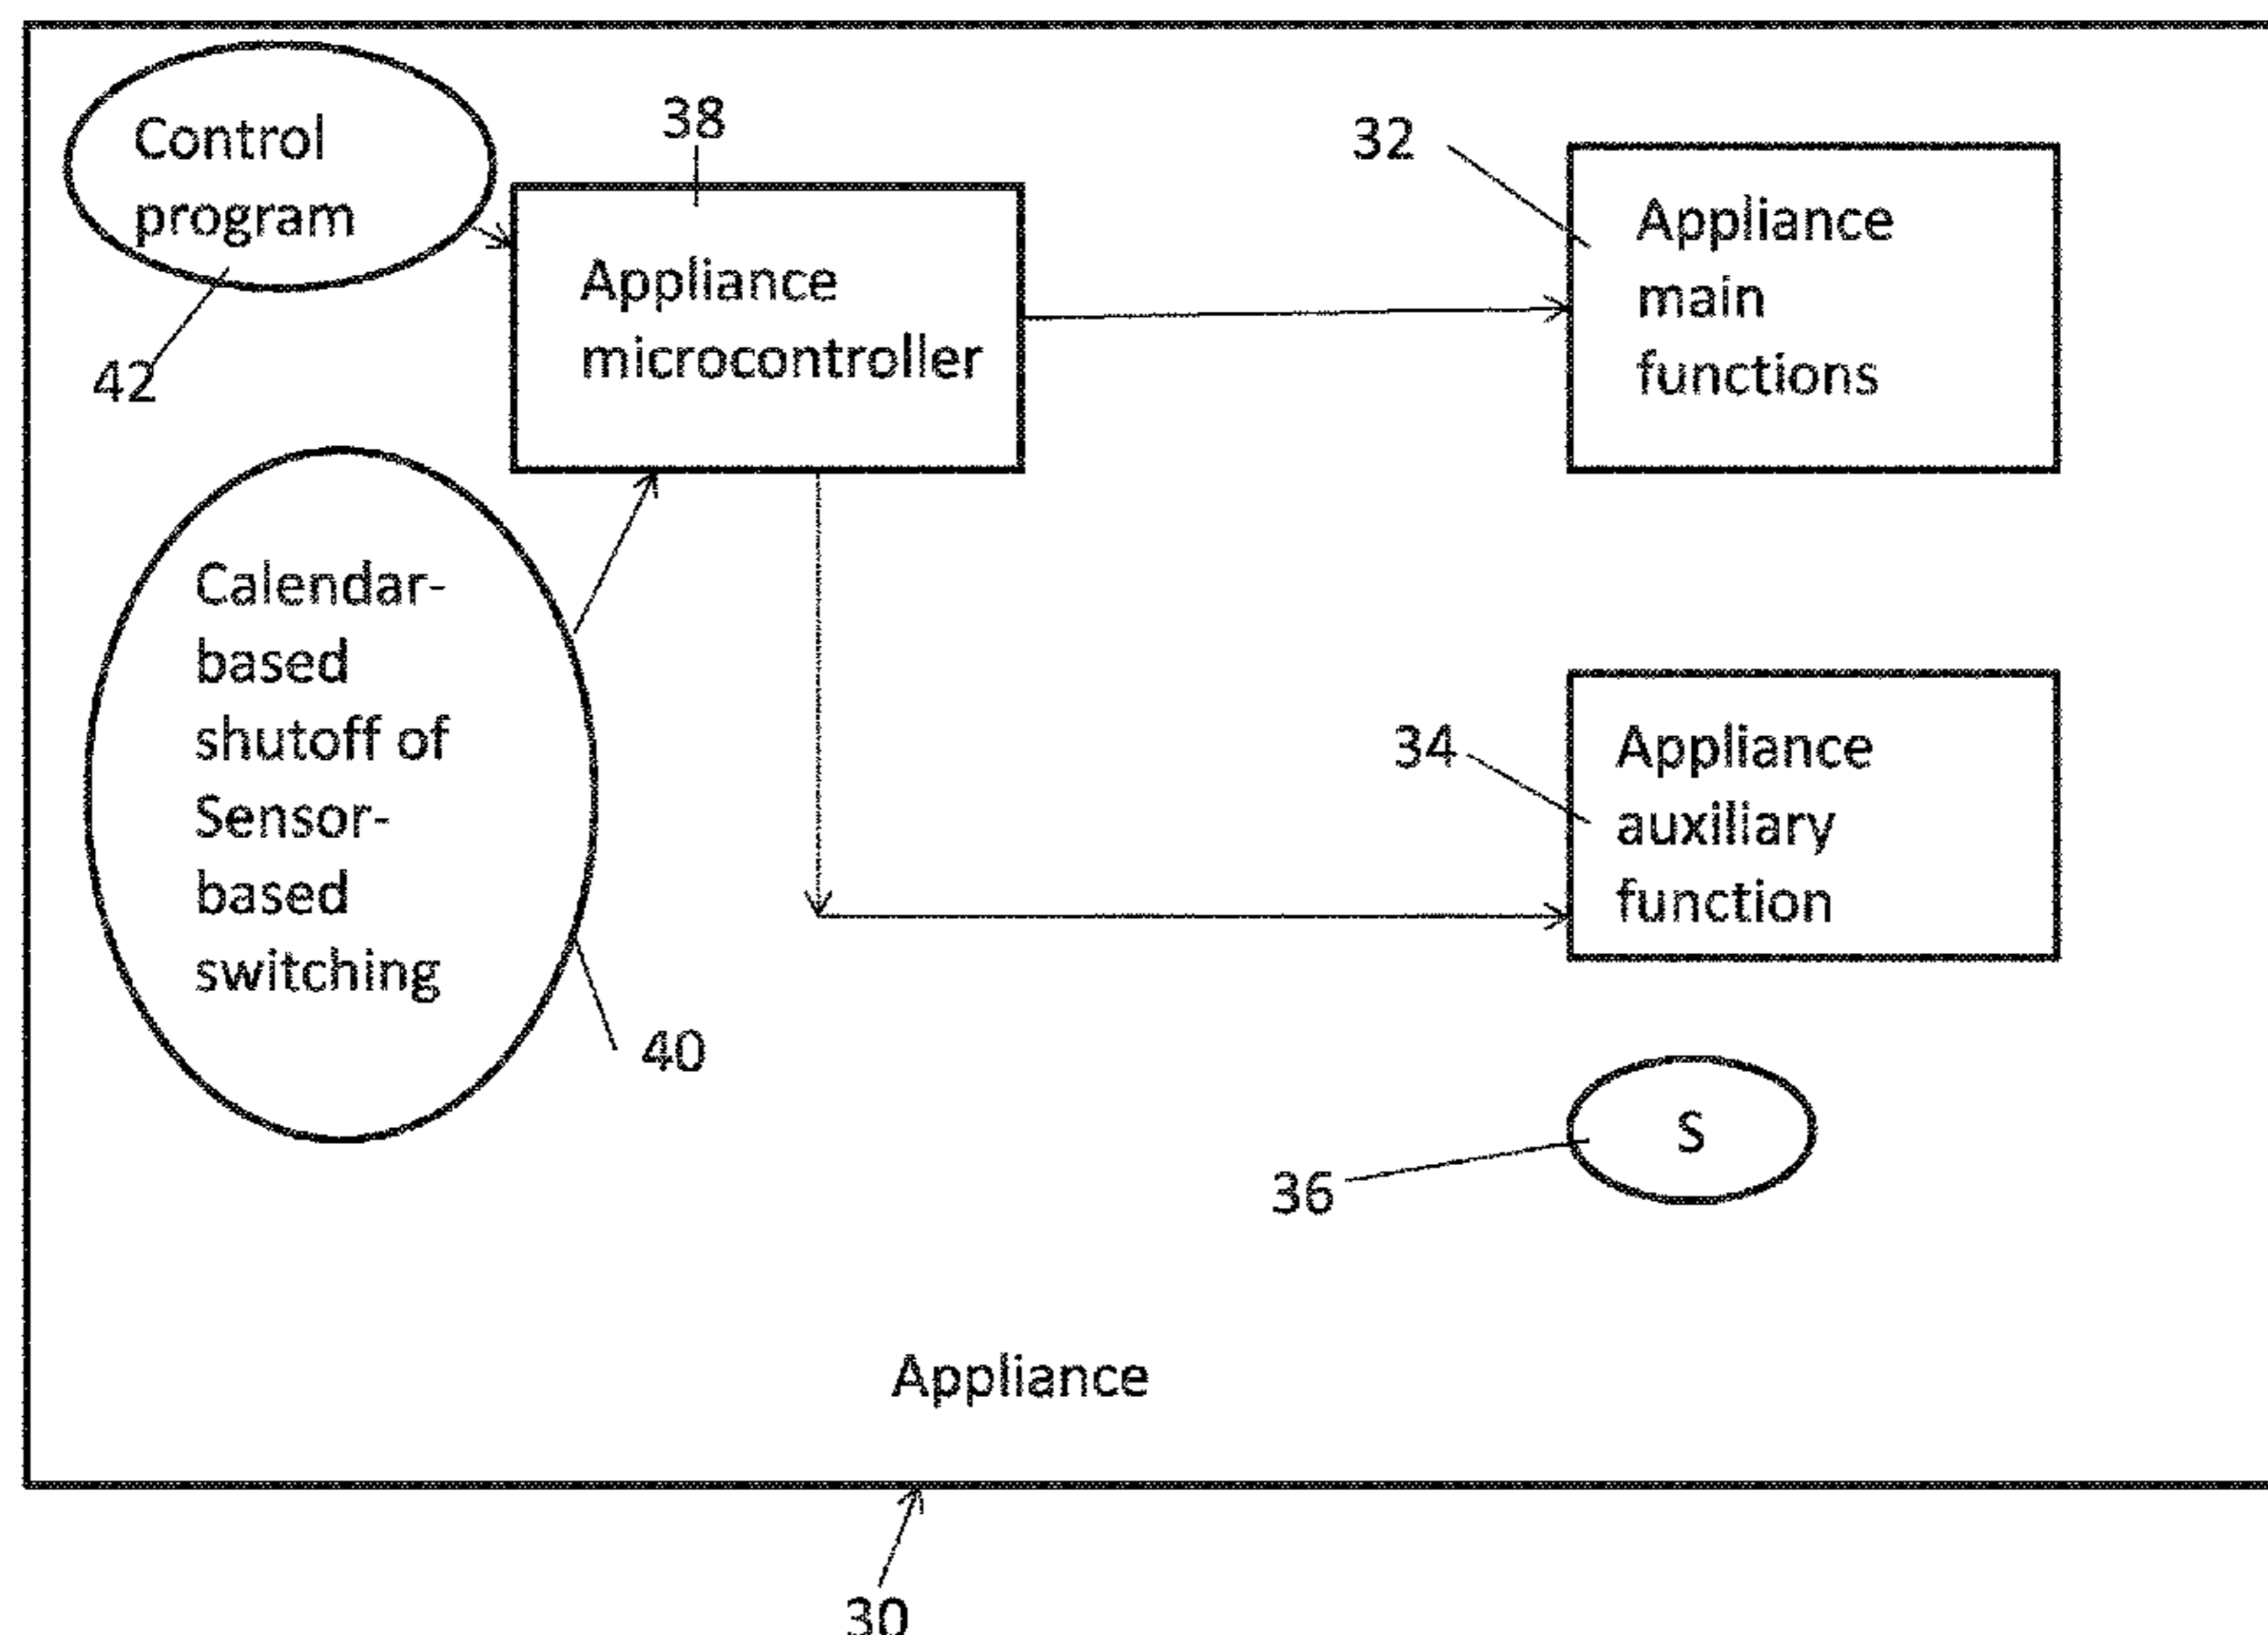 Control
program
42
38
Appliance
microcontroller
32
Appliance
main
functions
Calendar-
based
shutoff of
Sensor-
based
switching
40
34
Appliance
auxiliary
function
S
36
Appliance
30